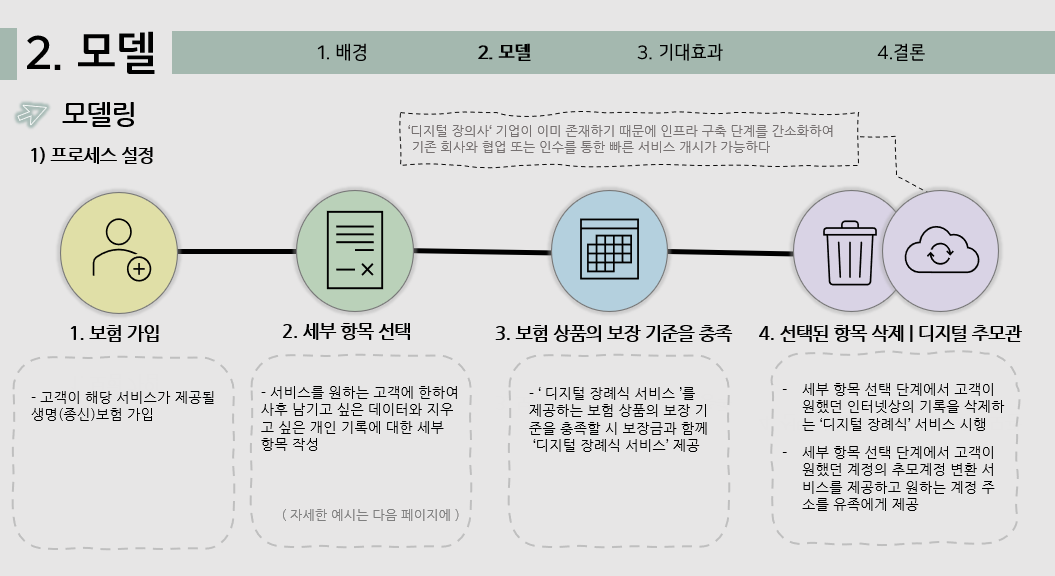 2. 모델
1. 배경
2. 모델
3. 기대효과
4.결론
모델링
1) 프로세스 설정
‘디지털 장의사‘ 기업이 이미 존재하기 때문에 인프라 구축 단계를 간소화하여
기존 회사와 협업 또는 인수를 통한 빠른 서비스 개시가 가능하다
1. 보험 가입
- 고객이 해당 서비스가 제공될
생명(종신)보험 가입
2. 세부 항목 선택
- 서비스를 원하는 고객에 한하여
사후 남기고 싶은 데이터와 지우
고 싶은 개인 기록에 대한 세부
항목 작성
( 자세한 예시는 다음 페이지에 )
3. 보험 상품의 보장 기준을 충족
- ‘ 디지털 장례식 서비스 ’를
제공하는 보험 상품의 보장 기
준을 충족할 시 보장금과 함께
‘디지털 장례식 서비스’ 제공
4. 선택된 항목 삭제 | 디지털 추모관
- 세부 항목 선택 단계에서 고객이
원했던 인터넷상의 기록을 삭제하
는 ‘디지털 장례식’ 서비스 시행
- 세부 항목 선택 단계에서 고객이
원했던 계정의 추모계정 변환 서
비스를 제공하고 원하는 계정 주
소를 유족에게 제공